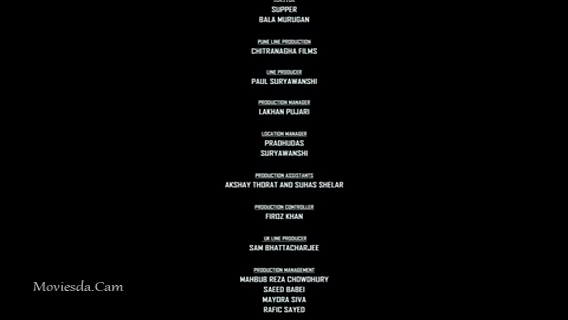 SUPPER
BALA MURUGAN
PUNE LINE PRODUCTION
CHITRANAGHA FILMS
LINE PRODUCER
PAUL SURYAWANSHI
PRODUCTION MANAGER
LAKHAN PUJARI
LOCATION MANAGER
PRADHUDAS
SURYAWANSHI
PRODUCTION ASSISTANTS
AKSHAY THORAT AND SUHAS SHELAR
PRODUCTION CONTROLLER
FIROZ KHAN
UK LINE PRODUCER
SAM BHATTACHARJEE
PRODUCTION MANAGEMENT
MAHBUB REZA CHOWDHURY
SAEED BABEI
MAYORA SIVA
RAFIC SAYED
Moviesda.Cam